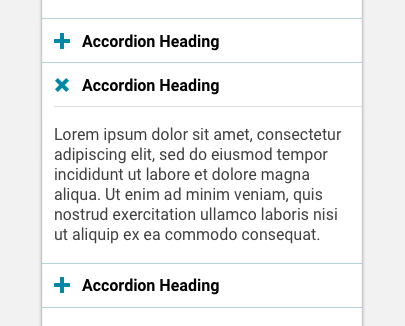 Accordion Heading
Accordion Heading
Lorem ipsum dolor sit amet, consectetur
adipiscing elit, sed do eiusmod tempor
incididunt ut labore et dolore magna
aliqua. Ut enim ad minim veniam, quis
nostrud exercitation ullamco laboris nisi
ut aliquip ex ea commodo consequat.
Accordion Heading